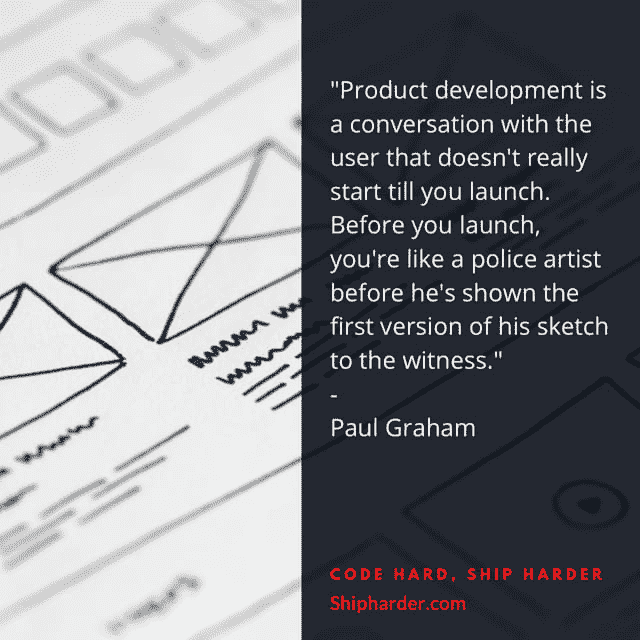 "Product development is
a conversation with the
user that doesn't really
start till you launch.
Before you launch,
you're like a police artist
before he's shown the
first version of his sketch
to the witness."
-
Paul Graham
CODE HARD, SHIP HARDER
Shipharder.com